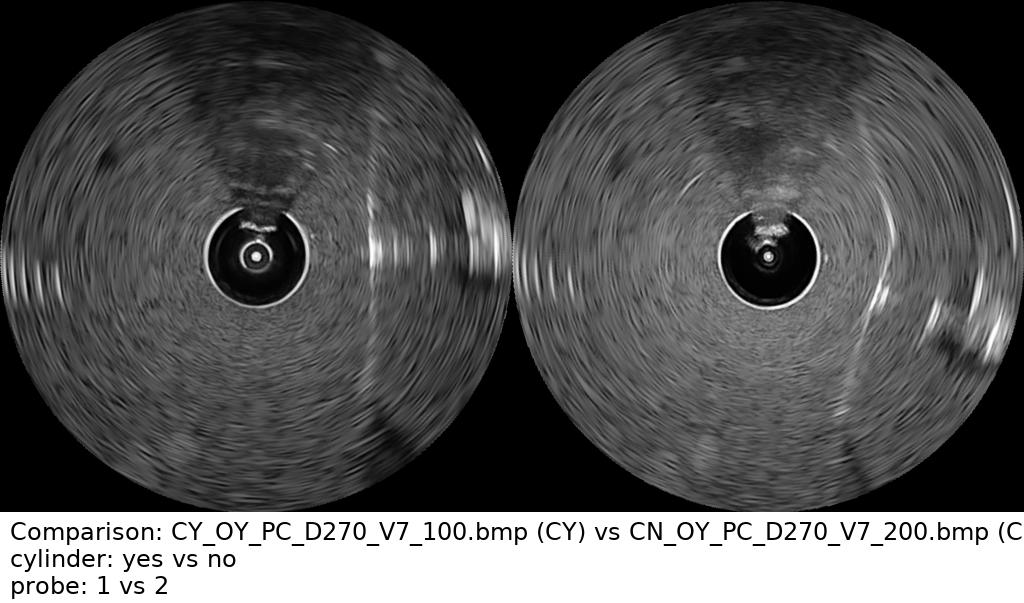 Comparison: CY_OY_PC_D270_V7_100.bmp (CY) vs CN_OY_PC_D270_V7_200.bmp (C
cylinder: yes vs no
probe: 1 vs 2